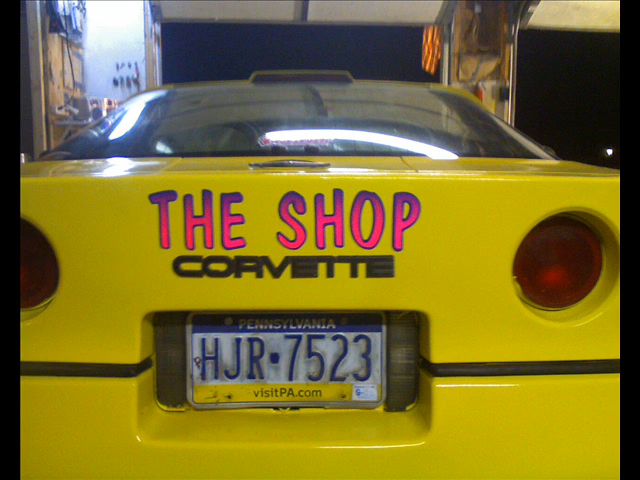 THE SHOP
CORVETTE
PENNSYLVANIA
HJR·7523
visitPA.com